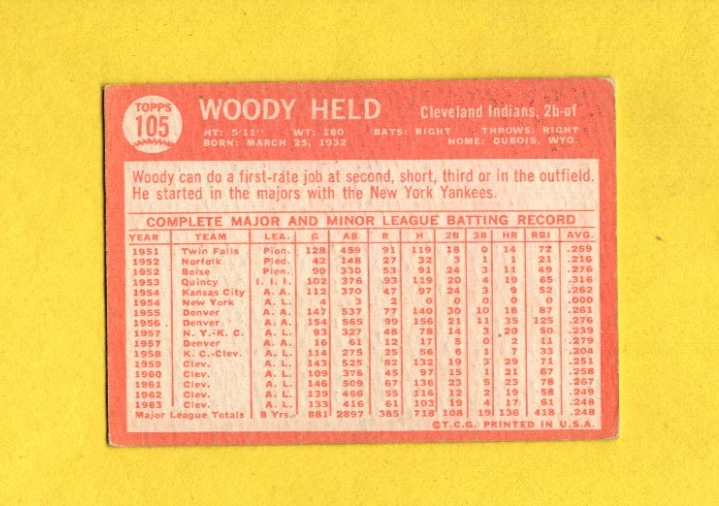 TOPPS
105
WOODY HELD
Cleveland Indians, 2b-of
HT: 5-11" WT: 180 BATS: RIGHT THROWS: RIGHT
BORN: MARCH 25, 1932 HOME: DUBOIS, WYO.
Woody can do a first-rate job at second, short, third or in the outfield.
He started in the majors with the New York Yankees.
COMPLETE MAJOR AND MINOR LEAGUE BATTING RECORD
YEAR TEAM LEA. G AB R H 2B 3B HR RBI AVG.
1951 Twin Falls Pion. 128 459 91 119 18 0 14 72 .259
1952 Norfolk Pied. 42 148 27 32 3 1 1 21 .216
1952 Boise Pion. 90 330 53 91 24 3 11 49 .276
1953 Quincy I. I. I. 102 376 93 119 20 4 19 65 .316
1954 Kansas City A. A. 112 370 47 97 24 3 9 52 .262
1954 New York A. L. 4 3 2 0 0 0 0 0 .000
1955 Denver A. A. 147 537 77 140 30 10 18 87 .261
1956 Denver A. A. 154 565 99 156 21 11 35 125 .276
1957 N. Y.-K. C. A. L. 93 327 48 78 14 3 20 50 .239
1957 Denver A. A. 16 61 12 17 5 0 2 11 .279
1958 K. C.-Clev. A. L. 114 275 25 56 6 1 7 33 .204
1959 Clev. A. L. 143 525 82 132 19 3 29 71 .251
1960 Clev. A. L. 109 376 45 97 15 1 21 67 .258
1961 Clev. A. L. 146 509 67 136 23 5 23 78 .267
1962 Clev. A. L. 139 466 55 116 12 2 19 58 .249
1963 Clev. A. L. 133 416 61 103 19 4 17 61 .248
Major League Totals 8 Yrs. 881 2897 385 718 108 19 136 418 .248
©T.C.G. PRINTED IN U.S.A.